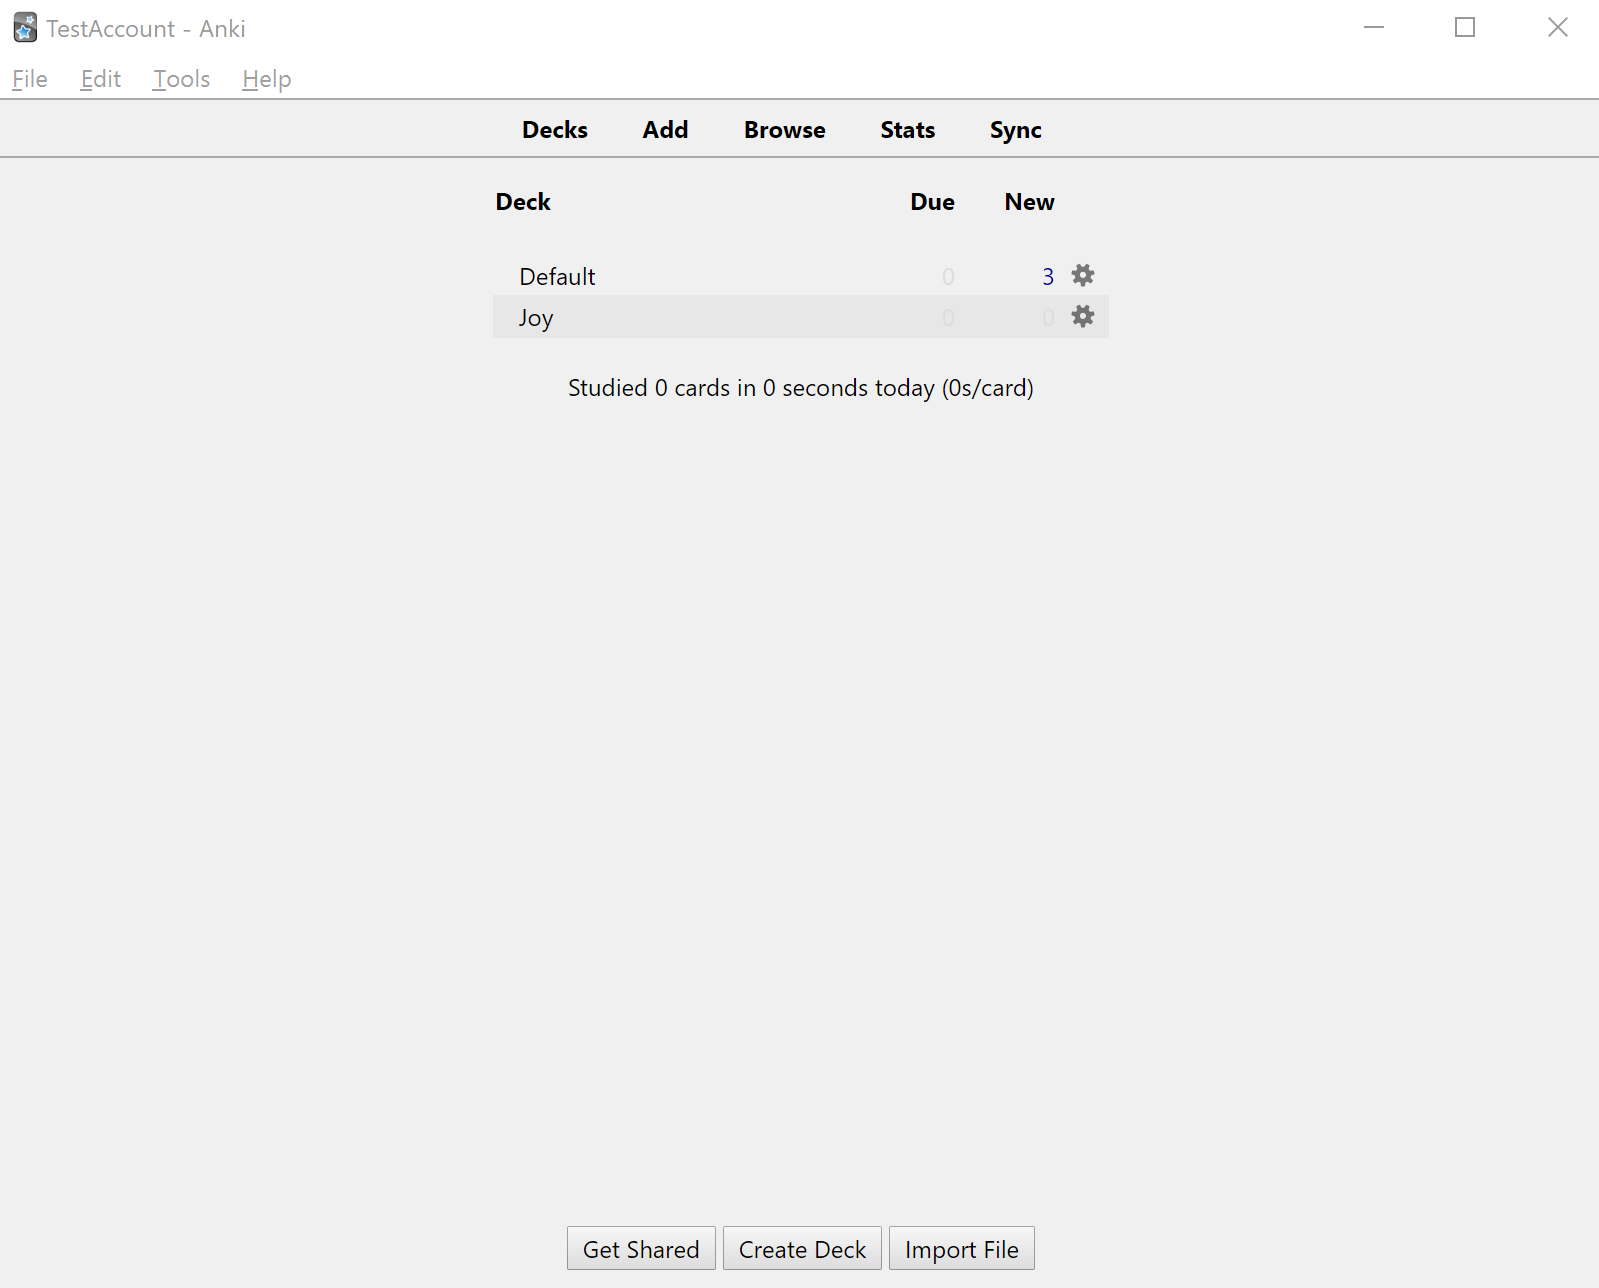 TestAccount - Anki
File Edit Tools Help
Decks Add Browse Stats Sync
Deck Due New
Default 0 3
Joy 0 0
Studied 0 cards in 0 seconds today (0s/card)
Get Shared Create Deck Import File